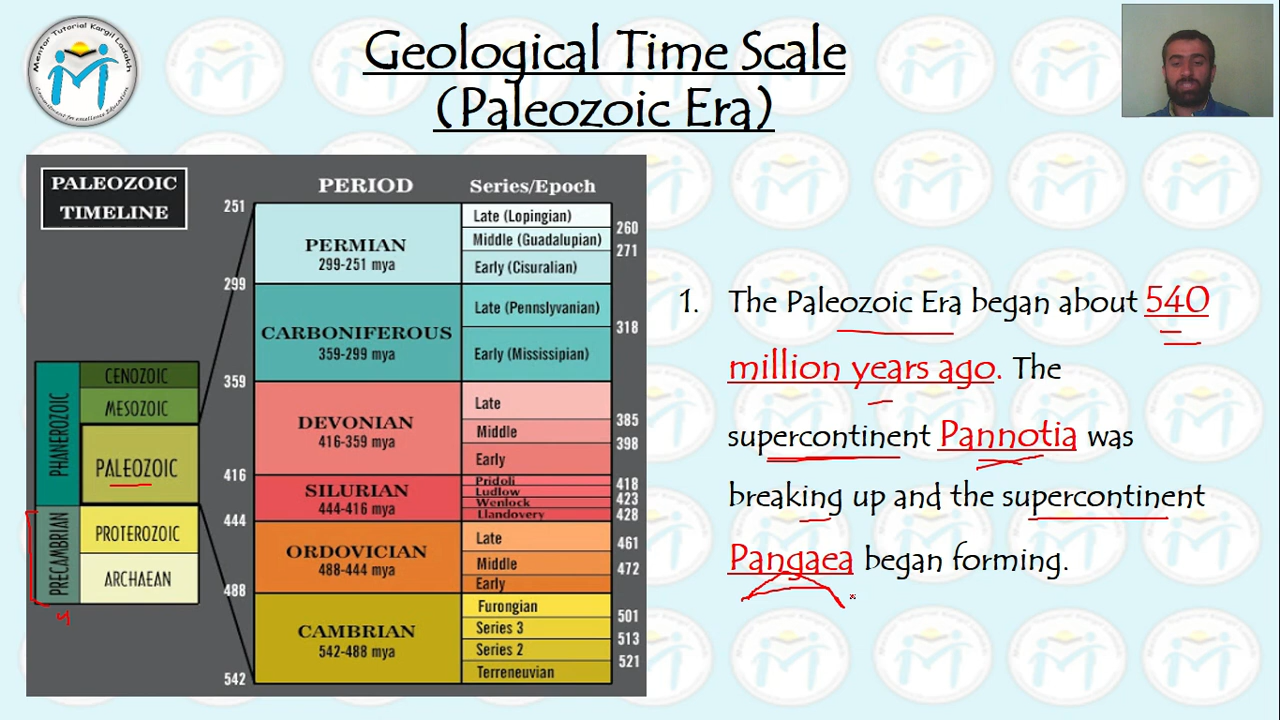 Mentor Tutorial Kargil Ladakh
Geological Time Scale
(Paleozoic Era)
PALEOZOIC
TIMELINE
PERIOD
Series/Epoch
251
PERMIAN
299-251 mya
Late (Lopingian)
260
Middle (Guadalupian)
271
Early (Cisuralian)
299
CARBONIFEROUS
359-299 mya
Late (Pennslyvanian)
318
Early (Mississipian)
359
DEVONIAN
416-359 mya
Late
385
Middle
398
Early
416
SILURIAN
444-416 mya
Pridoli
418
Ludlow
423
Wenlock
428
Llandovery
444
ORDOVICIAN
488-444 mya
Late
461
Middle
472
Early
488
CAMBRIAN
542-488 mya
Furongian
501
Series 3
513
Series 2
521
Terreneuvian
542
PHANEROZOIC
CENOZOIC
MESOZOIC
PALEOZOIC
PRECAMBRIAN
PROTEROZOIC
ARCHAEAN
1. The Paleozoic Era began about 540
million years ago. The
supercontinent Pannotia was
breaking up and the supercontinent
Pangaea began forming.